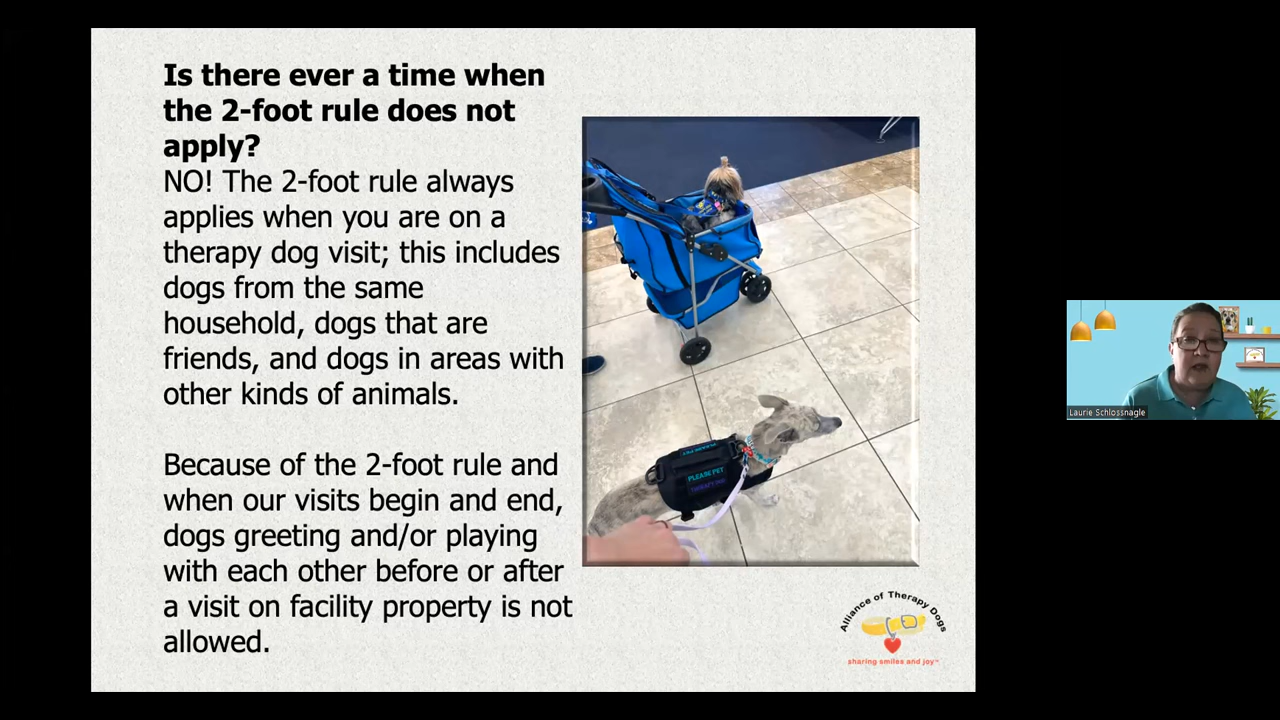 Is there ever a time when
the 2-foot rule does not
apply?
NO! The 2-foot rule always
applies when you are on a
therapy dog visit; this includes
dogs from the same
household, dogs that are
friends, and dogs in areas with
other kinds of animals.
Because of the 2-foot rule and
when our visits begin and end,
dogs greeting and/or playing
with each other before or after
a visit on facility property is not
allowed.
PLEASE PET
THERAPY DOG
Alliance of Therapy Dogs
sharing smiles and joy™
Laurie Schlossnagle